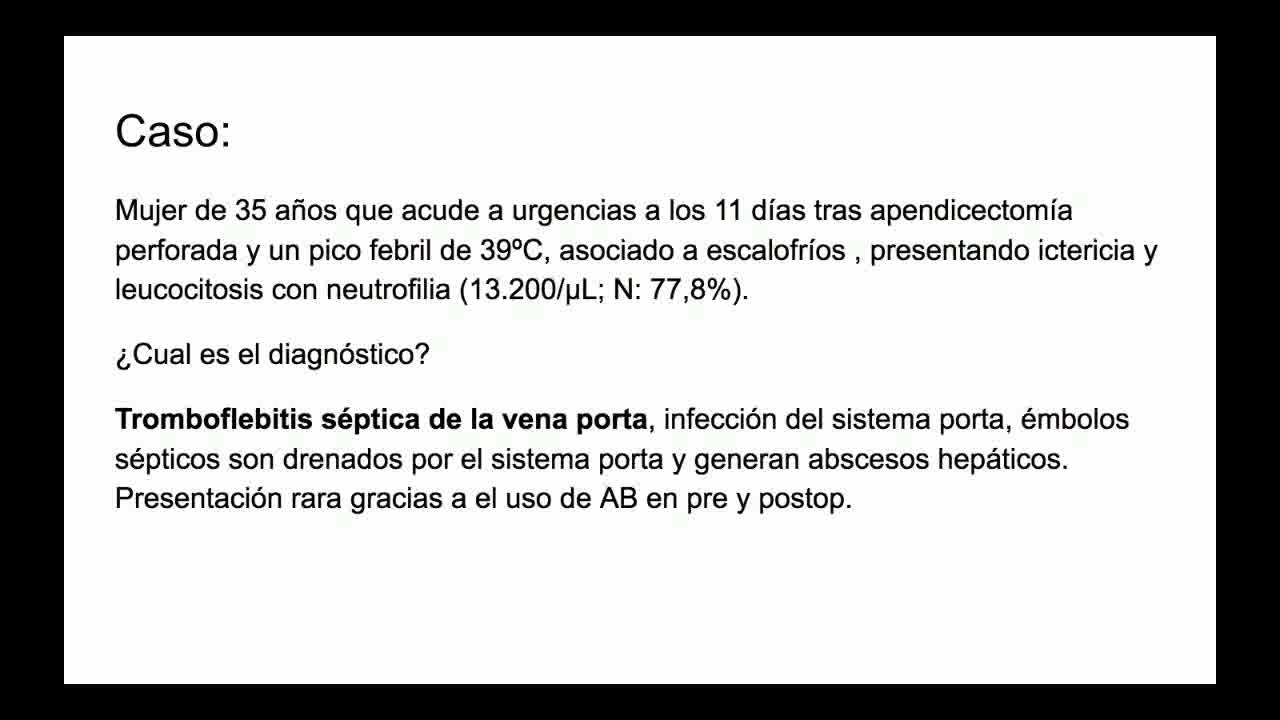 Caso:
Mujer de 35 años que acude a urgencias a los 11 días tras apendicectomía
perforada y un pico febril de 39ºC, asociado a escalofríos , presentando ictericia y
leucocitosis con neutrofilia (13.200/µL; N: 77,8%).
¿Cual es el diagnóstico?
Tromboflebitis séptica de la vena porta, infección del sistema porta, émbolos
sépticos son drenados por el sistema porta y generan abscesos hepáticos.
Presentación rara gracias a el uso de AB en pre y postop.